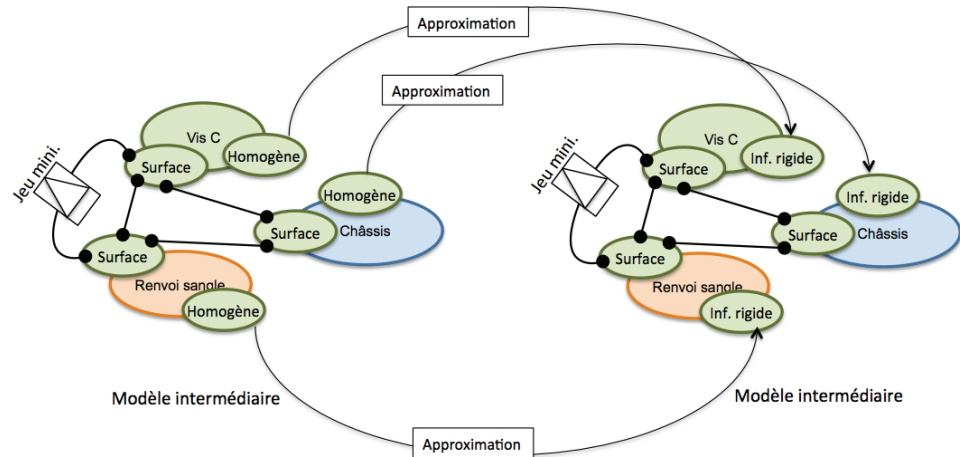 Approximation
Approximation
Vis C
Homogène
Surface
Jeu mini.
Homogène
Surface
Châssis
Surface
Renvoi sangle
Homogène
Modèle intermédiaire
Vis C
Inf. rigide
Surface
Jeu mini.
Inf. rigide
Surface
Châssis
Surface
Renvoi sangle
Inf. rigide
Modèle intermédiaire
Approximation